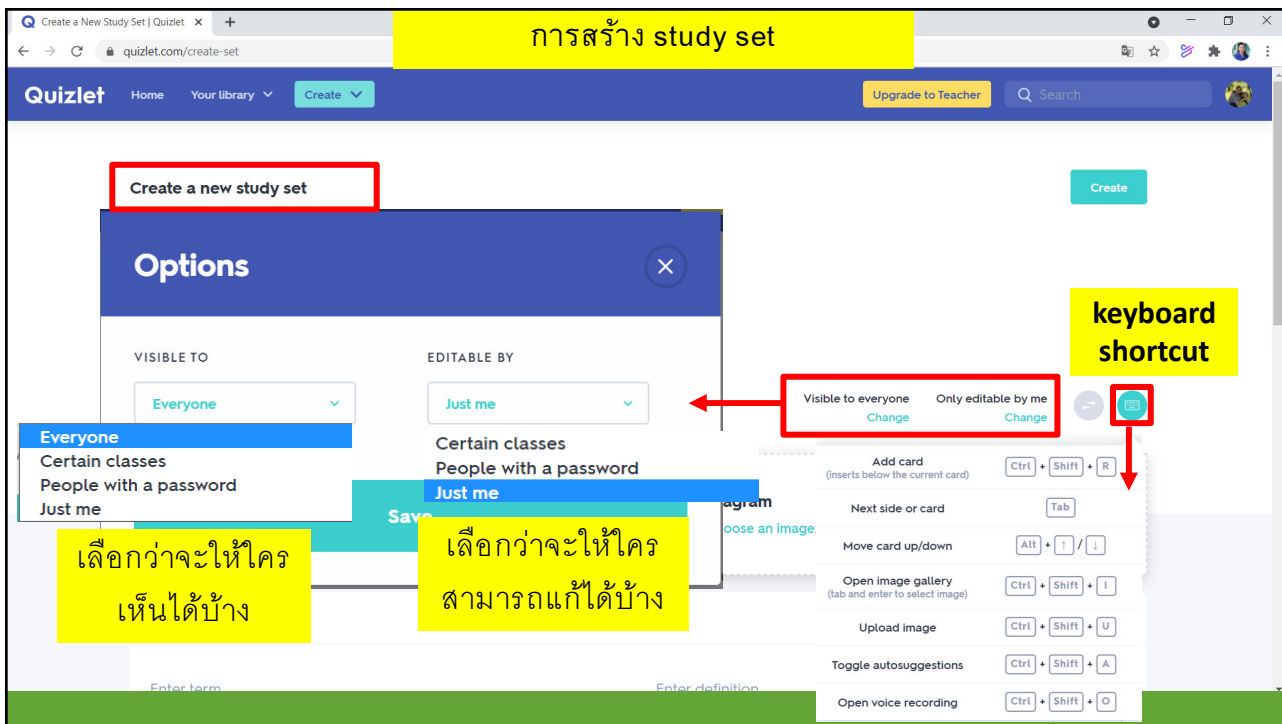 Create a New Study Set | Quizlet
การสร้าง study set
quizlet.com/create-set
Quizlet Home Your library Create Upgrade to Teacher Search
Create a new study set
Create
Options
keyboard
shortcut
VISIBLE TO
EDITABLE BY
Everyone
Just me
Visible to everyone
Change
Only editable by me
Change
Everyone
Certain classes
People with a password
Just me
Certain classes
People with a password
Just me
Save
agram
oose an image
เลือกว่าจะให้ใคร
เห็นได้บ้าง
เลือกว่าจะให้ใคร
สามารถแก้ได้บ้าง
Add card Ctrl + Shift + R
(inserts below the current card)
Next side or card Tab
Move card up/down Alt + ↑ / ↓
Open image gallery Ctrl + Shift + I
(tab and enter to select image)
Upload image Ctrl + Shift + U
Toggle autosuggestions Ctrl + Shift + A
Open voice recording Ctrl + Shift + O
Enter term
Enter definition